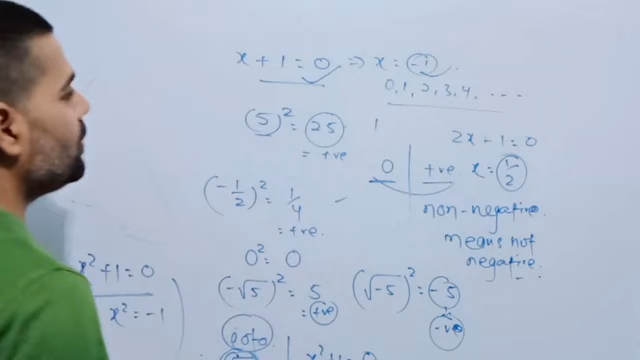 x + 1 = 0 ⇒ x = -1
0, 1, 2, 3, 4, ....
(5)² = 25
= +ve
1
2x - 1 = 0
0 | +ve x = 1/2
(-1/2)² = 1/4
= +ve.
non-negative.
means not
negative.
0² = 0
x² + 1 = 0
x² = -1
(-√5)² = 5
= +ve
(√-5)² = -5
-ve